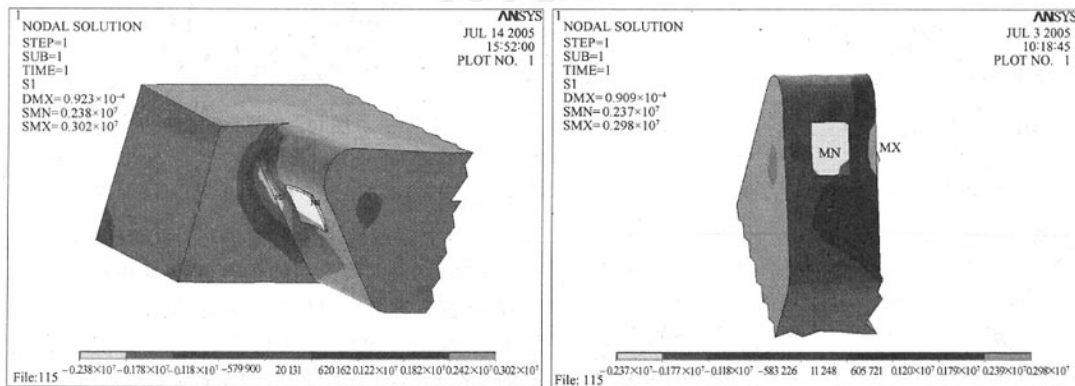 1
NODAL SOLUTION
STEP=1
SUB=1
TIME=1
S1
DMX=0.923×10⁻⁴
SMN=0.238×10⁷
SMX=0.302×10⁷
ANSYS
JUL 14 2005
15:52:00
PLOT NO. 1
MN
−0.238×10⁷ −0.178×10⁷ −0.118×10⁷ −579 900 20 131 620 162 0.122×10⁷ 0.182×10⁷ 0.242×10⁷ 0.302×10⁷
File:115
1
NODAL SOLUTION
STEP=1
SUB=1
TIME=1
S1
DMX=0.909×10⁻⁴
SMN=0.237×10⁷
SMX=0.298×10⁷
ANSYS
JUL 3 2005
10:18:45
PLOT NO. 1
MN
MX
−0.237×10⁷ −0.177×10⁷ −0.118×10⁷ −583 226 11 248 605 721 0.120×10⁷ 0.179×10⁷ 0.239×10⁷ 0.298×10⁷
File: 115